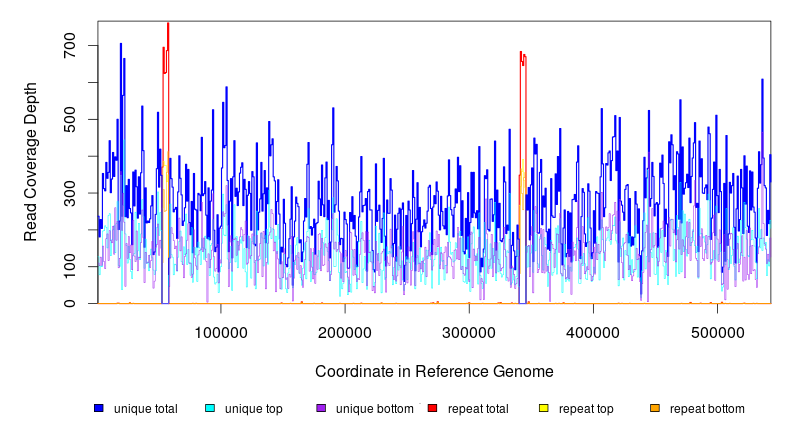 Read Coverage Depth
700
500
300
100
0
100000 200000 300000 400000 500000
Coordinate in Reference Genome
unique total unique top unique bottom repeat total repeat top repeat bottom